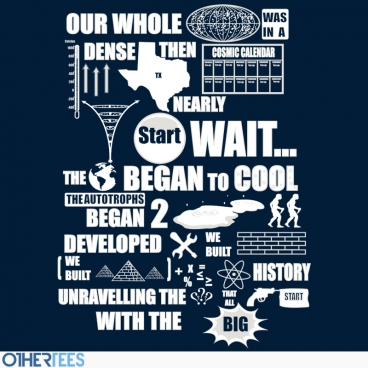 OUR WHOLE WAS IN A
DENSE THEN COSMIC CALENDAR
TX
NEARLY
Start WAIT...
THE BEGAN TO COOL
THE AUTOTROPHS
BEGAN 2
DEVELOPED WE BUILT
[WE BUILT ] + x % ≤ ≥ HISTORY
UNRAVELLING THE ? THAT ALL START
WITH THE BIG
OTHERTEES